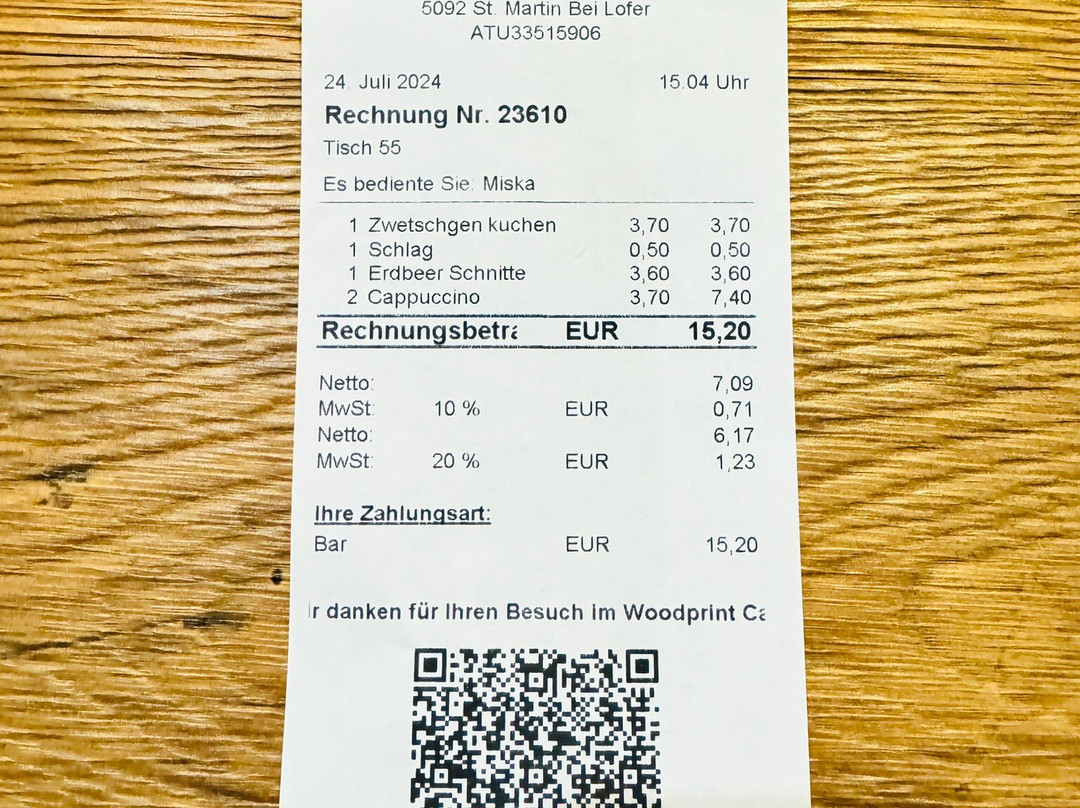 5092 St. Martin Bei Lofer
ATU33515906
24. Juli 2024 15.04 Uhr
Rechnung Nr. 23610
Tisch 55
Es bediente Sie: Miska
1 Zwetschgen kuchen 3,70 3,70
1 Schlag 0,50 0,50
1 Erdbeer Schnitte 3,60 3,60
2 Cappuccino 3,70 7,40
Rechnungsbetra EUR 15,20
Netto: 7,09
MwSt: 10 % EUR 0,71
Netto: 6,17
MwSt: 20 % EUR 1,23
Ihre Zahlungsart:
Bar EUR 15,20
ir danken für Ihren Besuch im Woodprint Ca